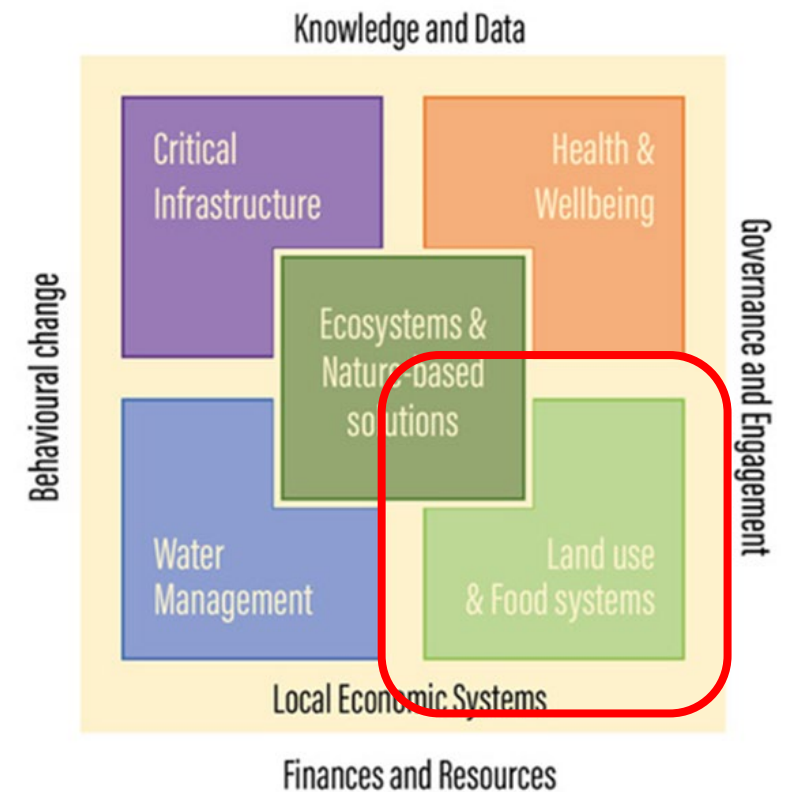 Knowledge and Data
Critical
Infrastructure
Health &
Wellbeing
Ecosystems &
Nature-based
solutions
Behavioural change
Governance and Engagement
Water
Management
Land use
& Food systems
Local Economic Systems
Finances and Resources